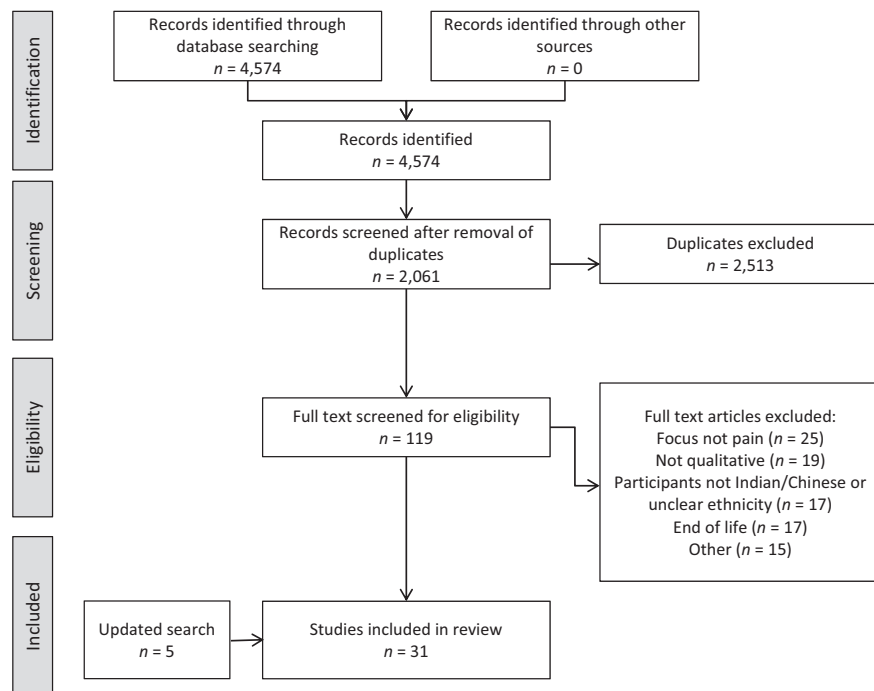 Identification
Records identified through
database searching
n = 4,574
Records identified through other
sources
n = 0
Records identified
n = 4,574
Screening
Records screened after removal of
duplicates
n = 2,061
Duplicates excluded
n = 2,513
Eligibility
Full text screened for eligibility
n = 119
Full text articles excluded:
Focus not pain (n = 25)
Not qualitative (n = 19)
Participants not Indian/Chinese or
unclear ethnicity (n = 17)
End of life (n = 17)
Other (n = 15)
Included
Updated search
n = 5
Studies included in review
n = 31